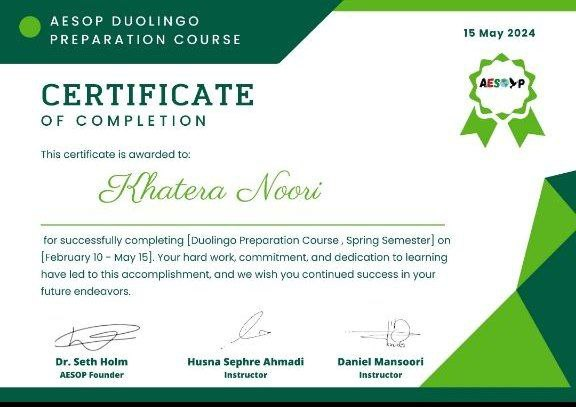 AESOP DUOLINGO
PREPARATION COURSE
15 May 2024
AESOP
CERTIFICATE
OF COMPLETION
This certificate is awarded to:
Khatera Noori
for successfully completing [Duolingo Preparation Course , Spring Semester] on
[February 10 - May 15]. Your hard work, commitment, and dedication to learning
have led to this accomplishment, and we wish you continued success in your
future endeavors.
Dr. Seth Holm
AESOP Founder
Husna Sephre Ahmadi
Instructor
Daniel Mansoori
Instructor